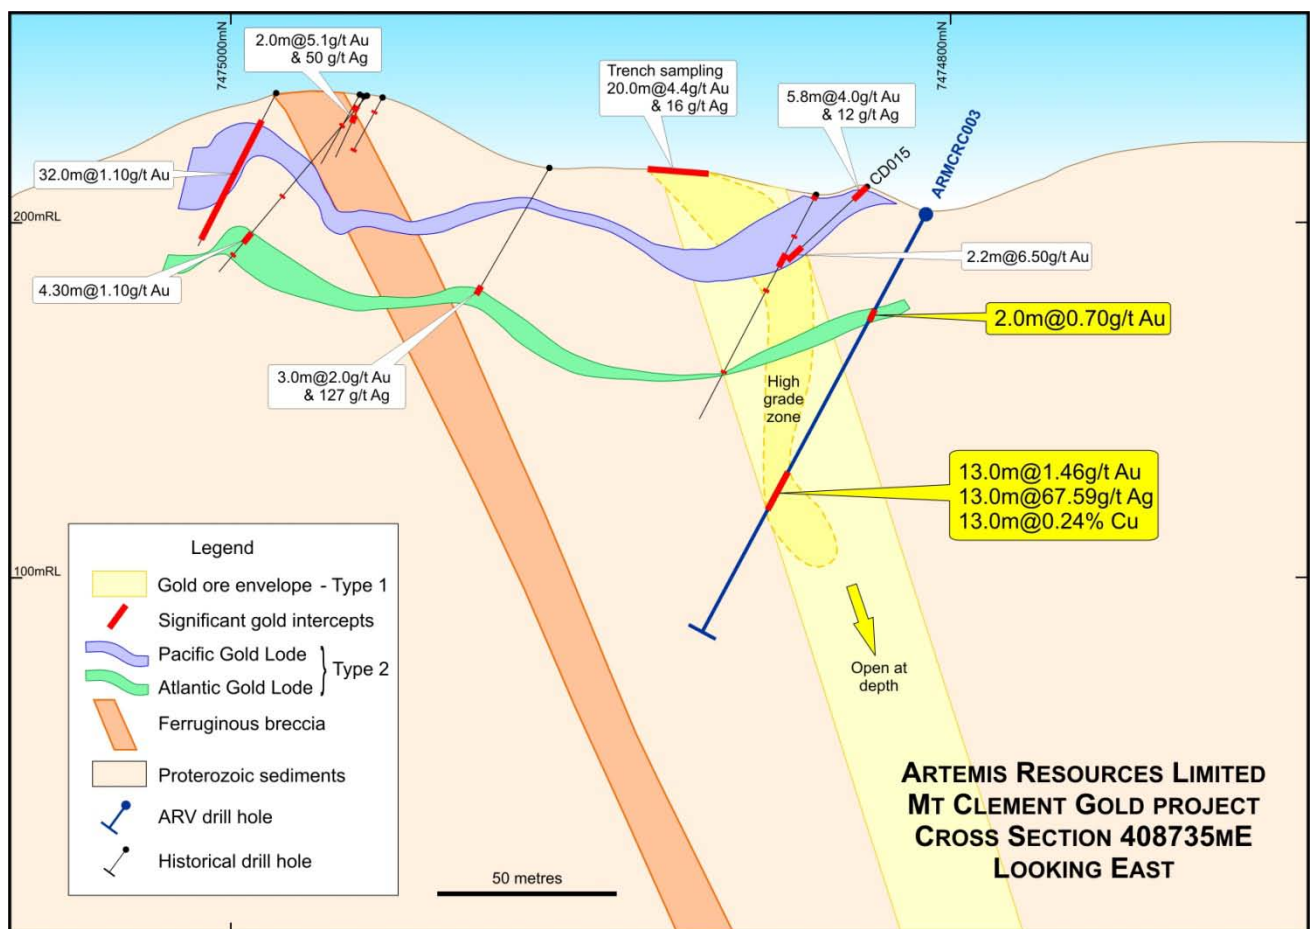 7475000mN
7474800mN
2.0m@5.1g/t Au
& 50 g/t Ag
Trench sampling
20.0m@4.4g/t Au
& 16 g/t Ag
5.8m@4.0g/t Au
& 12 g/t Ag
CD015
ARMCRC003
32.0m@1.10g/t Au
200mRL
2.2m@6.50g/t Au
4.30m@1.10g/t Au
2.0m@0.70g/t Au
3.0m@2.0g/t Au
& 127 g/t Ag
High
grade
zone
13.0m@1.46g/t Au
13.0m@67.59g/t Ag
13.0m@0.24% Cu
100mRL
Legend
Gold ore envelope - Type 1
Significant gold intercepts
Pacific Gold Lode
Atlantic Gold Lode
} Type 2
Ferruginous breccia
Proterozoic sediments
ARV drill hole
Historical drill hole
Open at
depth
50 metres
ARTEMIS RESOURCES LIMITED
MT CLEMENT GOLD PROJECT
CROSS SECTION 408735ME
LOOKING EAST